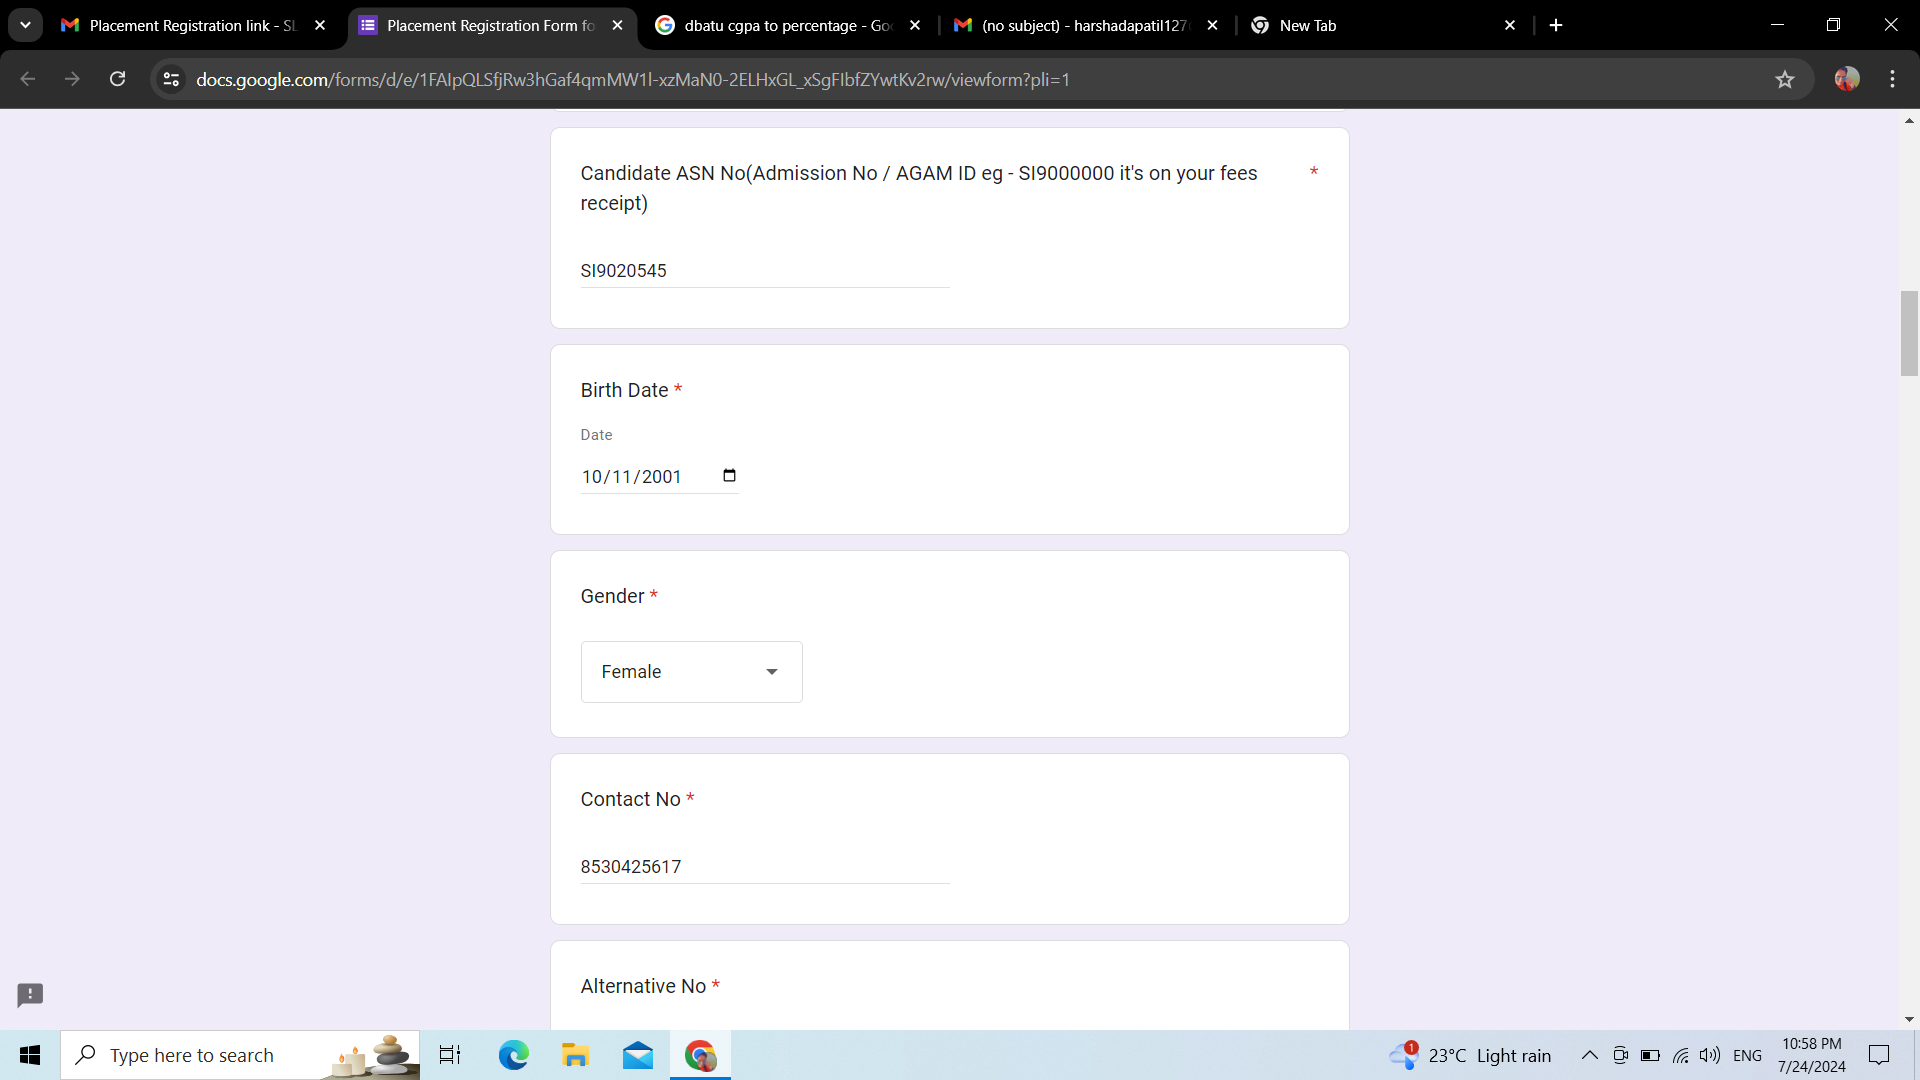 Placement Registration link - SL
Placement Registration Form fo
dbatu cgpa to percentage - Goo
(no subject) - harshadapatil127
New Tab
docs.google.com/forms/d/e/1FAIpQLSfjRw3hGaf4qmMW1l-xzMaN0-2ELHxGL_xSgFIbfZYwtKv2rw/viewform?pli=1
Candidate ASN No(Admission No / AGAM ID eg - SI9000000 it's on your fees *
receipt)
SI9020545
Birth Date *
Date
10/11/2001
Gender *
Female
Contact No *
8530425617
Alternative No *
Type here to search
1
23°C Light rain
ENG
10:58 PM
7/24/2024